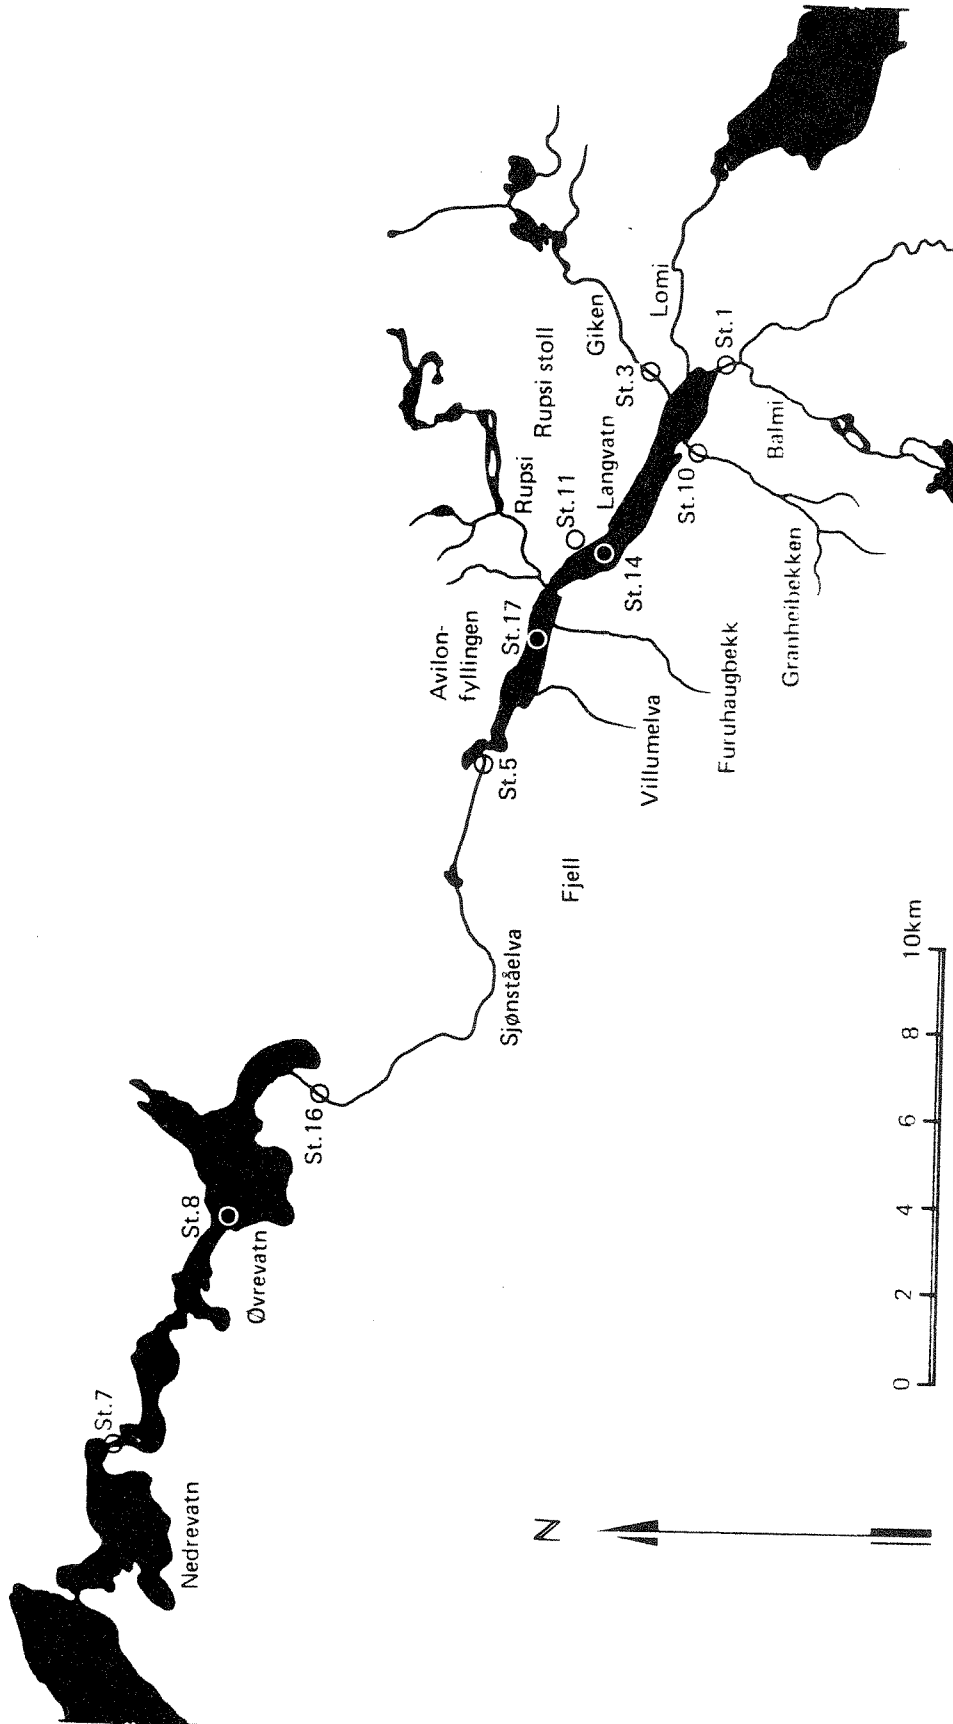 Nedrevatn
St.7
Øvrevatn
St.8
St.16
Sjønståelva
Fjell
St.5
Avilon-
fyllingen
St.17
Villumelva
Furuhaugbekk
Rupsi
Rupsi stoll
St.11
St.14
Langvatn
Giken
St.3
Lomi
St.1
St.10
Balmi
Granheibekken
N
0 2 4 6 8 10km